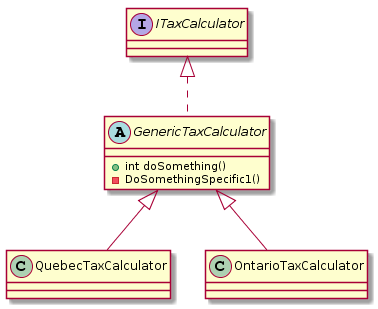 I ITaxCalculator
A GenericTaxCalculator
int doSomething()
DoSomethingSpecific1()
C QuebecTaxCalculator
C OntarioTaxCalculator